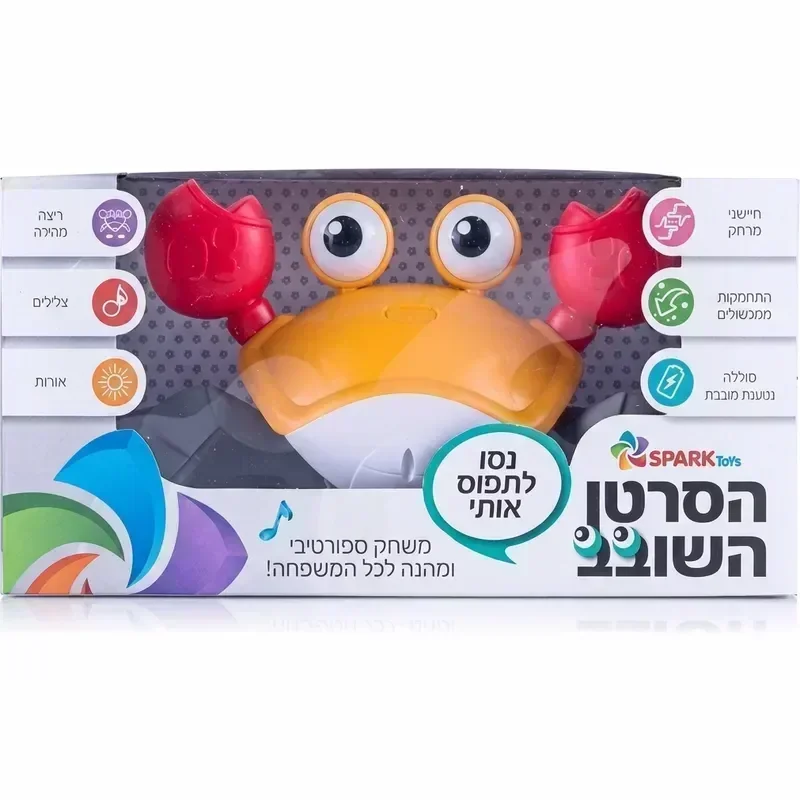 חיישני
מרחק
התחמקות
ממכשולים
סוללה
נטענת מובבת
ריצה
מהירה
צלילים
אורות
SPARK Toys
הסרטן
השובב
נסו
לתפוס
אותי
משחק ספורטיבי
ומהנה לכל המשפחה!